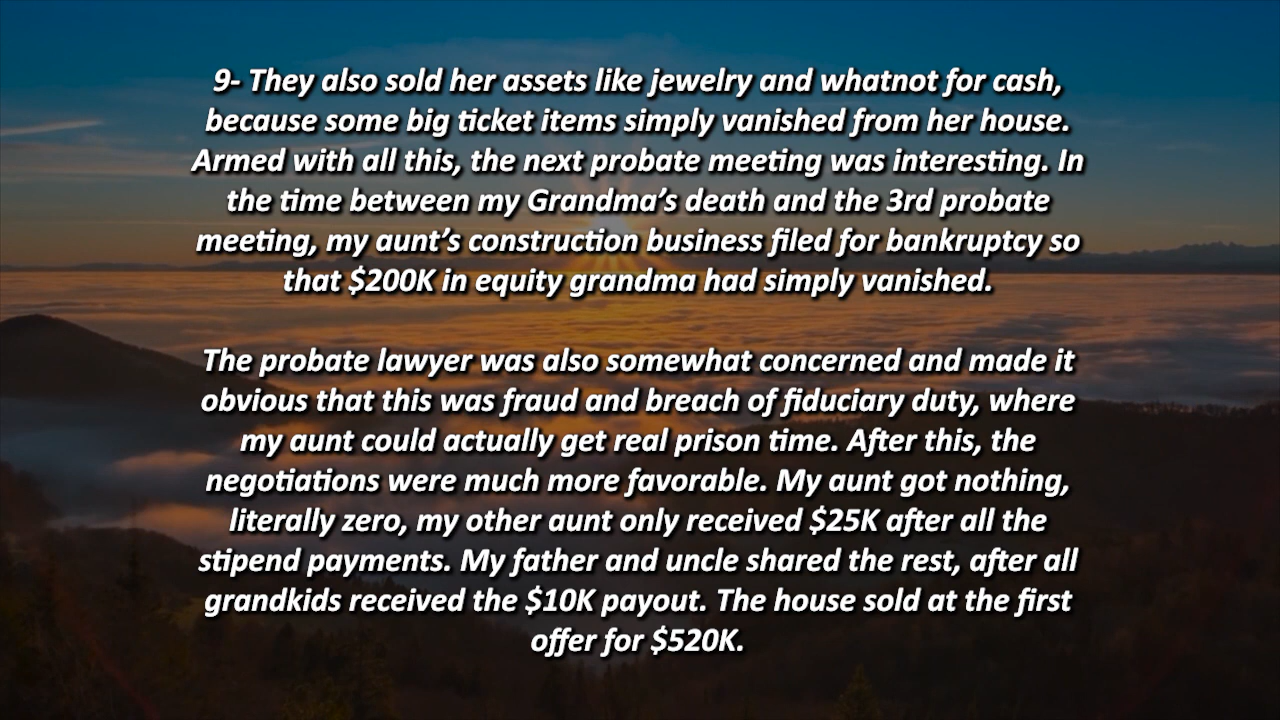 9- They also sold her assets like jewelry and whatnot for cash,
because some big ticket items simply vanished from her house.
Armed with all this, the next probate meeting was interesting. In
the time between my Grandma’s death and the 3rd probate
meeting, my aunt’s construction business filed for bankruptcy so
that $200K in equity grandma had simply vanished.
The probate lawyer was also somewhat concerned and made it
obvious that this was fraud and breach of fiduciary duty, where
my aunt could actually get real prison time. After this, the
negotiations were much more favorable. My aunt got nothing,
literally zero, my other aunt only received $25K after all the
stipend payments. My father and uncle shared the rest, after all
grandkids received the $10K payout. The house sold at the first
offer for $520K.